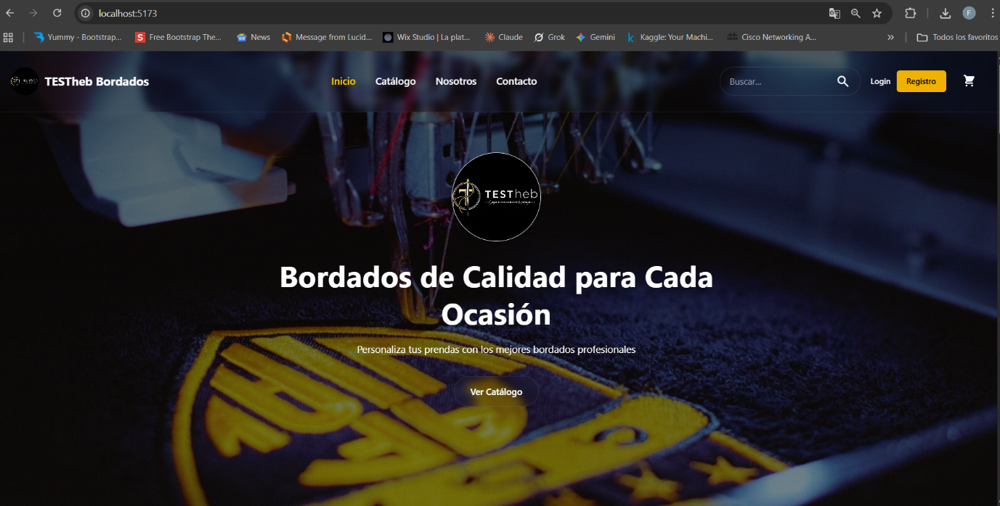 localhost:5173
F
Yummy - Bootstrap...
S Free Bootstrap The...
News
Message from Lucid...
Wix Studio | La plat...
Claude
Grok
Gemini
k Kaggle: Your Machi...
Cisco Networking A...
»
Todos los favoritos
TESTheb Bordados
Inicio
Catálogo
Nosotros
Contacto
Buscar...
Login
Registro
TESTheb
Bordados de Calidad para Cada
Ocasión
Personaliza tus prendas con los mejores bordados profesionales
Ver Catálogo